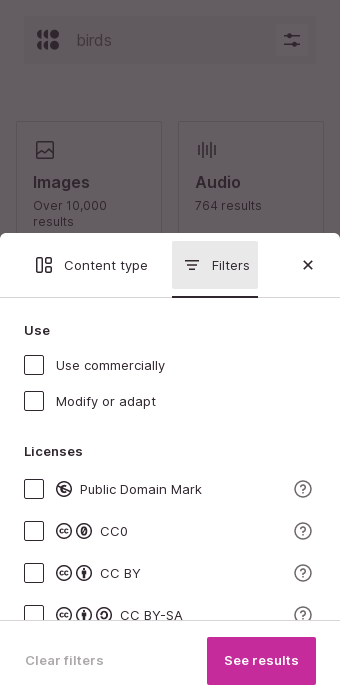 birds
Images
Over 10,000
results
Audio
764 results
Content type
Filters
Use
Use commercially
Modify or adapt
Licenses
Public Domain Mark
CC0
CC BY
CC BY-SA
Clear filters
See results